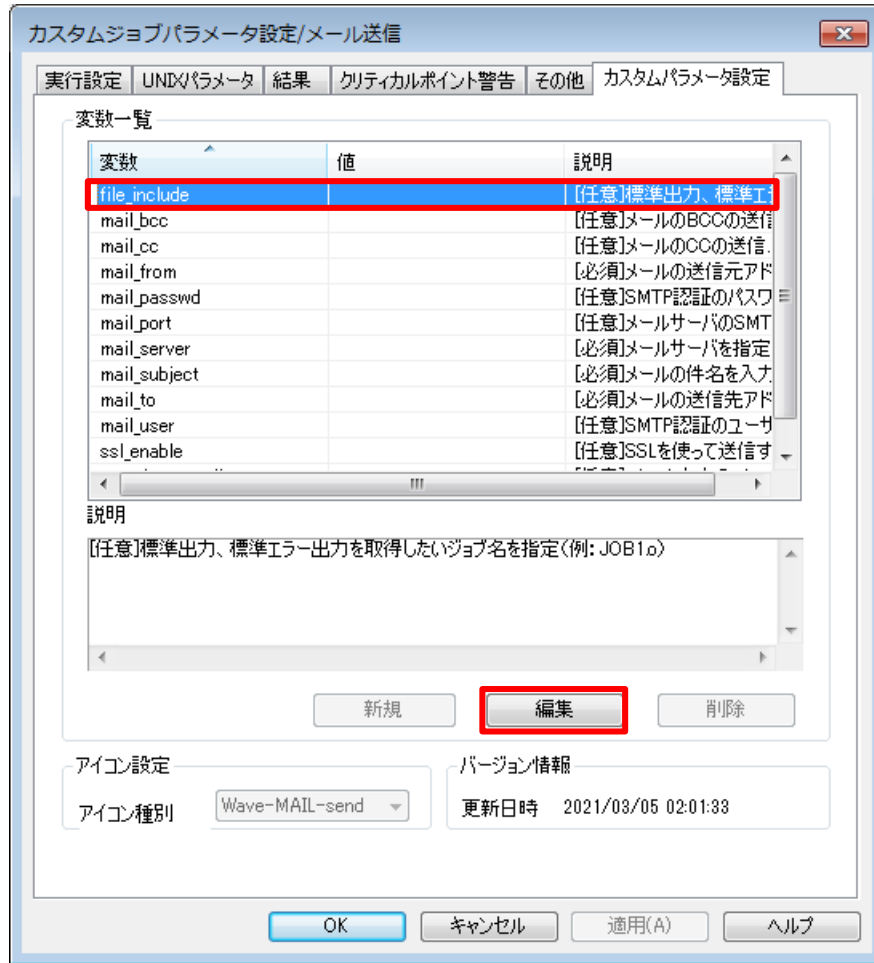 カスタムジョブパラメータ設定/メール送信
実行設定 UNIXパラメータ 結果 クリティカルポイント警告 その他 カスタムパラメータ設定
変数一覧
変数 値 説明
file_include [任意]標準出力、標準エラ
mail_bcc [任意]メールのBCCの送信
mail_cc [任意]メールのCCの送信...
mail_from [必須]メールの送信元アド
mail_passwd [任意]SMTP認証のパスワ
mail_port [任意]メールサーバのSMT
mail_server [必須]メールサーバを指定
mail_subject [必須]メールの件名を入力
mail_to [必須]メールの送信先アド
mail_user [任意]SMTP認証のユーザ
ssl_enable [任意]SSLを使って送信す
説明
[任意]標準出力、標準エラー出力を取得したいジョブ名を指定(例: JOB1.o)
新規 編集 削除
アイコン設定 バージョン情報
アイコン種別 Wave-MAIL-send 更新日時 2021/03/05 02:01:33
OK キャンセル 適用(A) ヘルプ